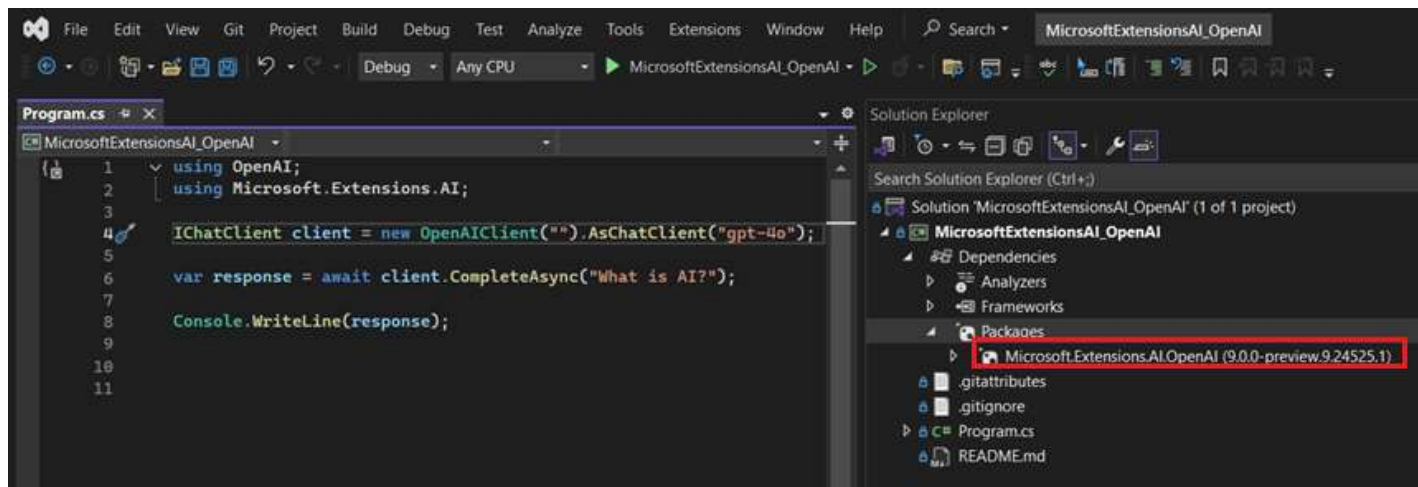 File Edit View Git Project Build Debug Test Analyze Tools Extensions Window Help Search MicrosoftExtensionsAI_OpenAI
Debug Any CPU MicrosoftExtensionsAI_OpenAI
Program.cs
MicrosoftExtensionsAI_OpenAI
1 using OpenAI;
2 using Microsoft.Extensions.AI;
3
4 IChatClient client = new OpenAIClient("").AsChatClient("gpt-4o");
5
6 var response = await client.CompleteAsync("What is AI?");
7
8 Console.WriteLine(response);
9
10
11
Solution Explorer
Search Solution Explorer (Ctrl+;)
Solution 'MicrosoftExtensionsAI_OpenAI' (1 of 1 project)
MicrosoftExtensionsAI_OpenAI
Dependencies
Analyzers
Frameworks
Packages
Microsoft.Extensions.AI.OpenAI (9.0.0-preview.9.24525.1)
.gitattributes
.gitignore
C# Program.cs
README.md